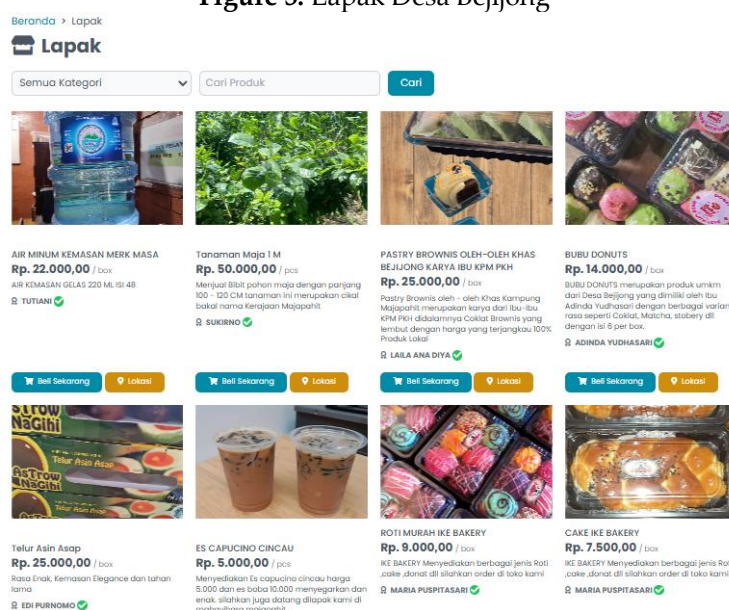 Figure 3. Lapak Desa Bejijong
Beranda > Lapak
Lapak
Semua Kategori
Cari Produk
Cari
AIR MINUM KEMASAN MERK MASA
Rp. 22.000,00 / box
AIR KEMASAN GELAS 220 ML ISI 48
TUTIANI
Tanaman Maja 1 M
Rp. 50.000,00 / pcs
Menjual Bibit pohon maja dengan panjang
100 - 120 CM tanaman ini merupakan cikal
bakal nama Kerajaan Majapahit
SUKIRNO
PASTRY BROWNIS OLEH-OLEH KHAS
BEJIJONG KARYA IBU KPM PKH
Rp. 25.000,00 / box
Pastry Brownis oleh - oleh Khas Kampung
Majapahit merupakan karya dari Ibu-Ibu
KPM PKH didalamnya Coklat Brownis yang
lembut dengan harga yang terjangkau 100%
Produk Lokal
LAILA ANA DIYA
BUBU DONUTS
Rp. 14.000,00 / box
BUBU DONUTS merupakan produk umkm
dari Desa Bejijong yang dimiliki oleh Ibu
Adinda Yudhasari dengan berbagai varian
rasa seperti Coklat, Matcha, stobery dll
dengan isi 6 per box.
ADINDA YUDHASARI
Beli Sekarang
Lokasi
Beli Sekarang
Lokasi
Beli Sekarang
Lokasi
Beli Sekarang
Lokasi
AsTrow
NaGihi
Telur Asin Asap
AsTrow
NaGihi
Telur Asin Asap
Rp. 25.000,00 / box
Rasa Enak, Kemasan Elegance dan tahan
lama
EDI PURNOMO
ES CAPUCINO CINCAU
Rp. 5.000,00 / pcs
Menyediakan Es capucino cincau harga
5.000 dan es boba 10.000 menyegarkan dan
enak. silahkan juga datang dilapak kami di
mahavihara majapahit
ROTI MURAH IKE BAKERY
Rp. 9.000,00 / box
IKE BAKERY Menyediakan berbagai jenis Roti
,cake ,donat dll silahkan order di toko kami
MARIA PUSPITASARI
CAKE IKE BAKERY
Rp. 7.500,00 / box
IKE BAKERY Menyediakan berbagai jenis Roti
,cake ,donat dll silahkan order di toko kami
MARIA PUSPITASARI